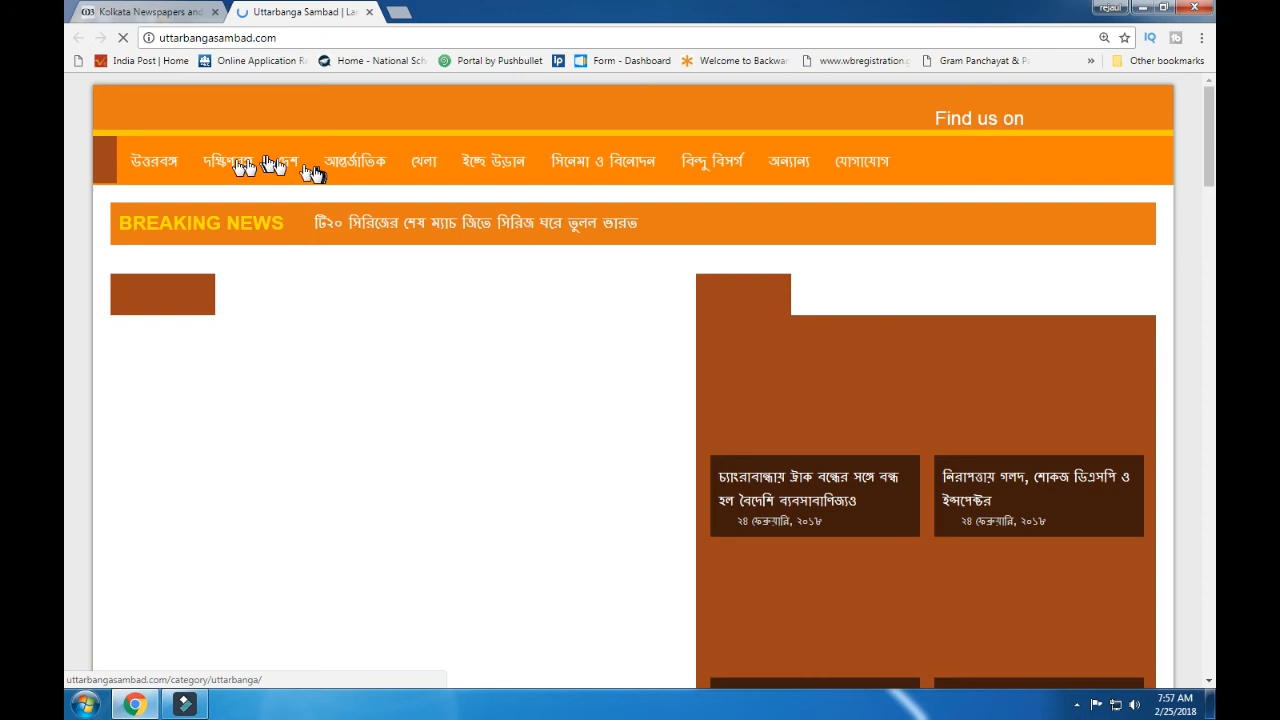 Kolkata Newspapers and
Uttarbanga Sambad | La
rejaul
uttarbangasambad.com
India Post | Home
Online Application R
Home - National Sch
Portal by Pushbullet
Form - Dashboard
Welcome to Backwar
www.wbregistration.g
Gram Panchayat & P
»
Other bookmarks
Find us on
উত্তরবঙ্গ
আন্তর্জাতিক
খেলা
ইচ্ছে উড়ান
সিনেমা ও বিনোদন
বিন্দু বিসর্গ
অন্যান্য
যোগাযোগ
BREAKING NEWS
টি২০ সিরিজের শেষ ম্যাচ জিতে সিরিজ ঘরে তুলল ভারত
চ্যাংরাবান্ধায় ট্রাক বন্ধের সঙ্গে বন্ধ
হল বৈদেশি ব্যবসাবাণিজ্যও
২৪ ফেব্রুয়ারি, ২০১৮
নিরাপত্তায় গলদ, শোকজ ডিএসপি ও
ইন্সপেক্টর
২৪ ফেব্রুয়ারি, ২০১৮
uttarbangasambad.com/category/uttarbanga/
7:57 AM
2/25/2018